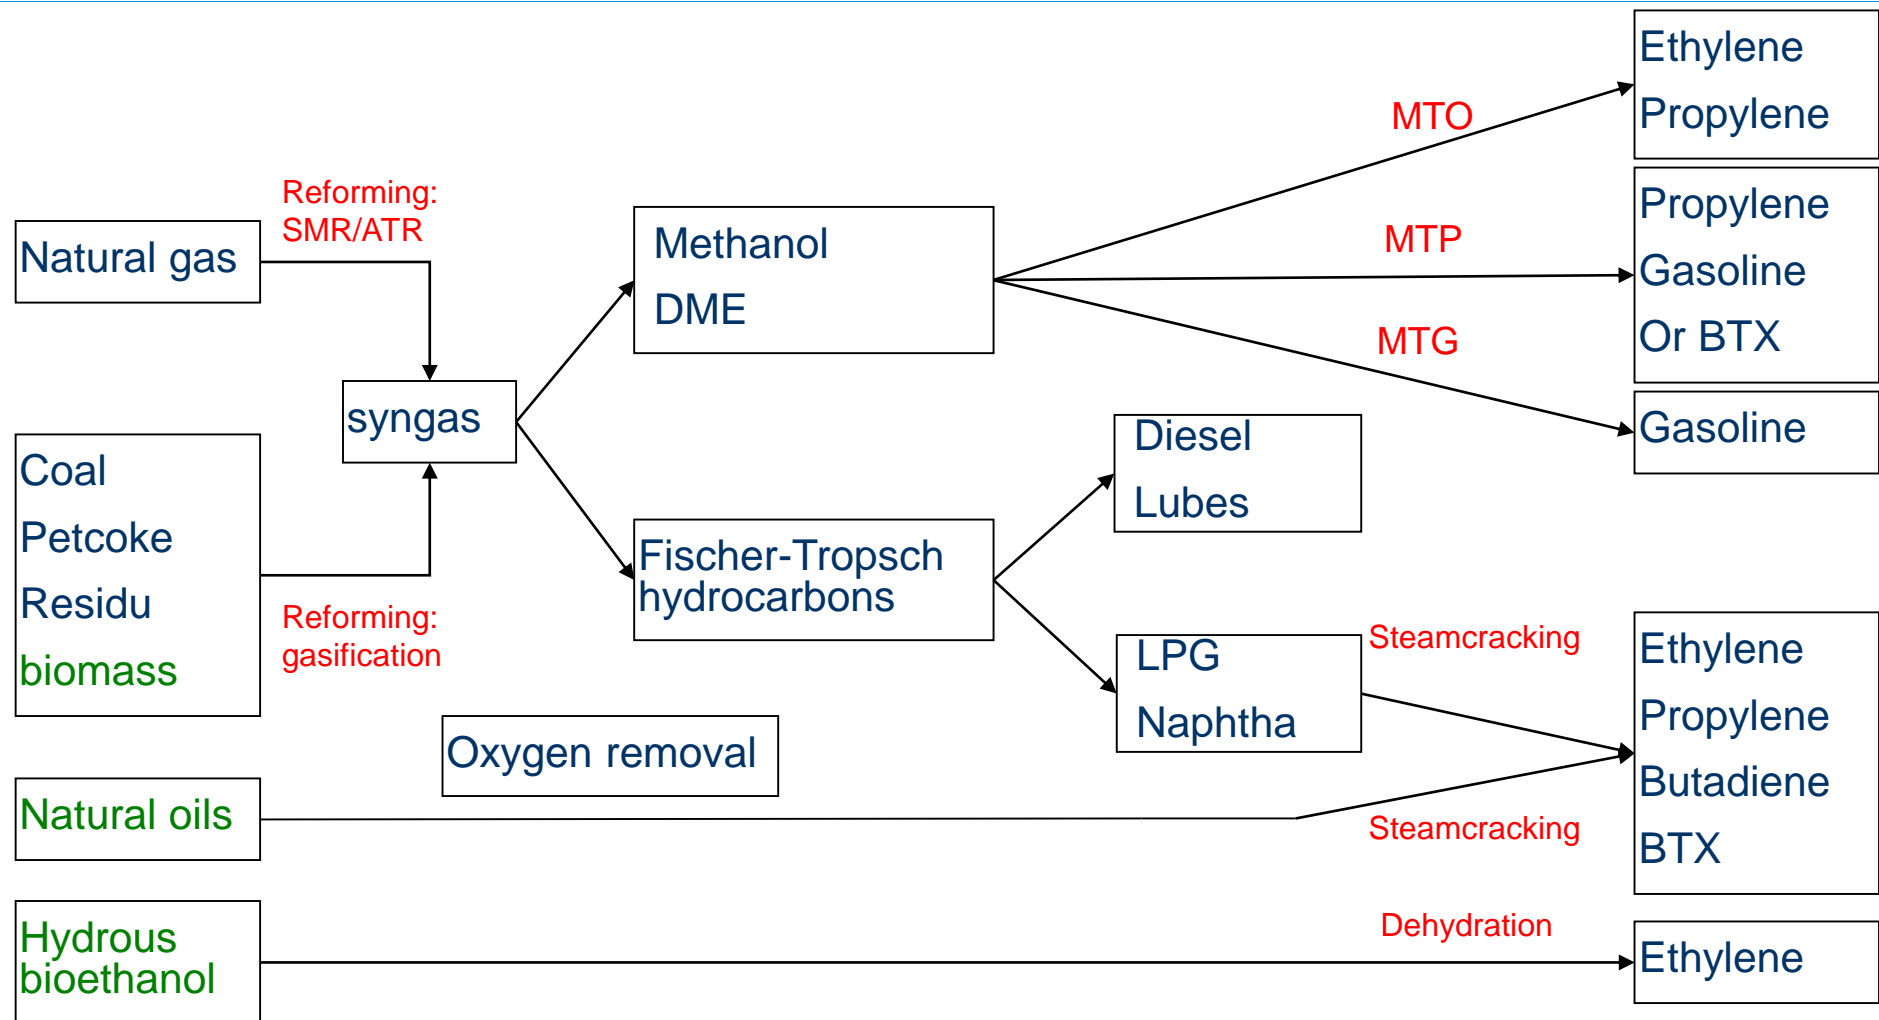 Ethylene
Propylene
MTO
Reforming:
SMR/ATR
Natural gas
Methanol
DME
MTP
Propylene
Gasoline
Or BTX
MTG
syngas
Gasoline
Coal
Petcoke
Residu
biomass
Reforming:
gasification
Fischer-Tropsch
hydrocarbons
Diesel
Lubes
LPG
Naphtha
Steamcracking
Ethylene
Propylene
Butadiene
BTX
Oxygen removal
Natural oils
Steamcracking
Hydrous
bioethanol
Dehydration
Ethylene